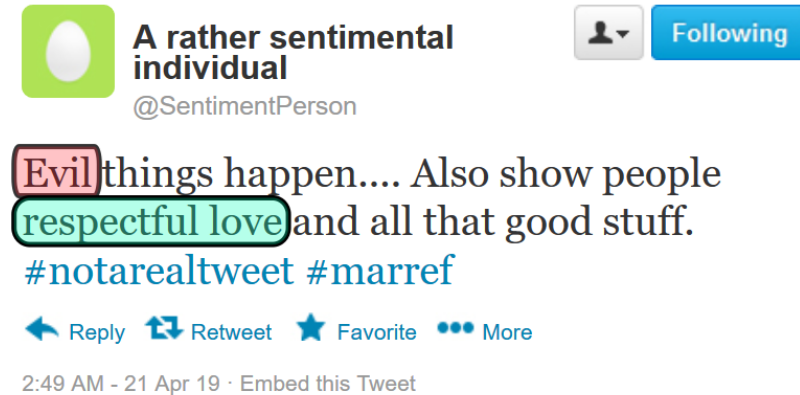 A rather sentimental
individual
@SentimentPerson
Following
Evil things happen.... Also show people
respectful love and all that good stuff.
#notarealtweet #marref
Reply Retweet Favorite More
2:49 AM - 21 Apr 19 · Embed this Tweet